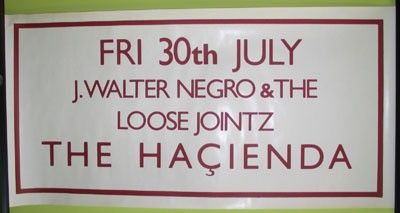 FRI 30th JULY
J. WALTER NEGRO & THE
LOOSE JOINTZ
THE HAÇIENDA